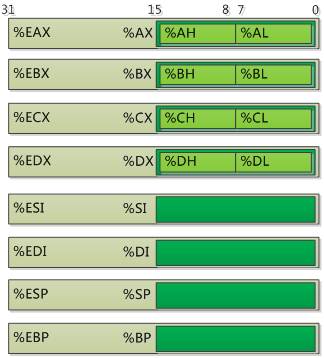 31 15 8 7 0
%EAX %AX %AH %AL
%EBX %BX %BH %BL
%ECX %CX %CH %CL
%EDX %DX %DH %DL
%ESI %SI
%EDI %DI
%ESP %SP
%EBP %BP